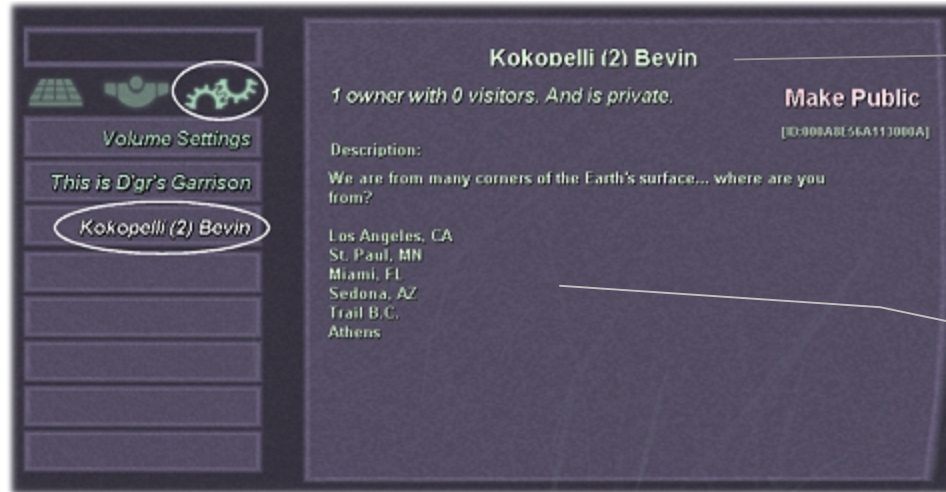 Kokopelli (2) Bevin
1 owner with 0 visitors. And is private.
Make Public
[ID:000A8E56A113000A]
Volume Settings
This is D'gr's Garrison
Kokopelli (2) Bevin
Description:
We are from many corners of the Earth's surface... where are you
from?
Los Angeles, CA
St. Paul, MN
Miami, FL
Sedona, AZ
Trail B.C.
Athens